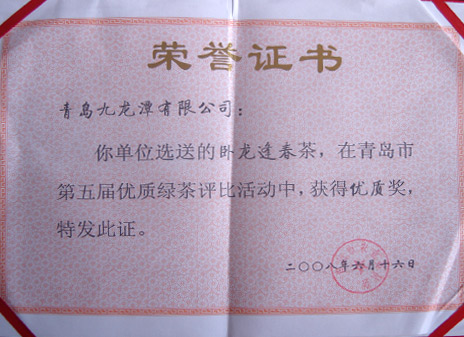 荣誉证书
青岛九龙潭有限公司：
你单位选送的卧龙逢春茶，在青岛市
第五届优质绿茶评比活动中，获得优质奖，
特发此证。
二〇〇八年六月十六日